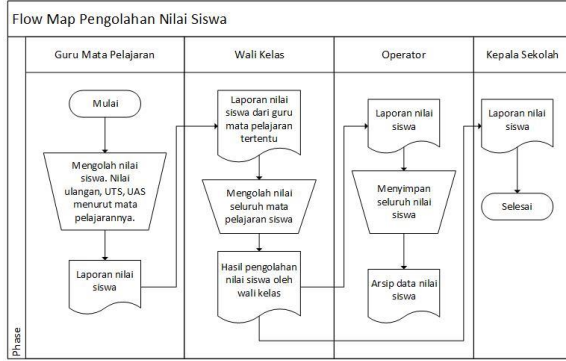 Flow Map Pengolahan Nilai Siswa
Guru Mata Pelajaran
Wali Kelas
Operator
Kepala Sekolah
Mulai
Mengolah nilai
siswa. Nilai
ulangan, UTS, UAS
menurut mata
pelajarannya.
Laporan nilai
siswa
Laporan nilai
siswa dari guru
mata pelajaran
tertentu
Mengolah nilai
seluruh mata
pelajaran siswa
Hasil pengolahan
nilai siswa oleh
wali kelas
Laporan nilai
siswa
Menyimpan
seluruh nilai
siswa
Arsip data nilai
siswa
Laporan nilai
siswa
Selesai
Phase